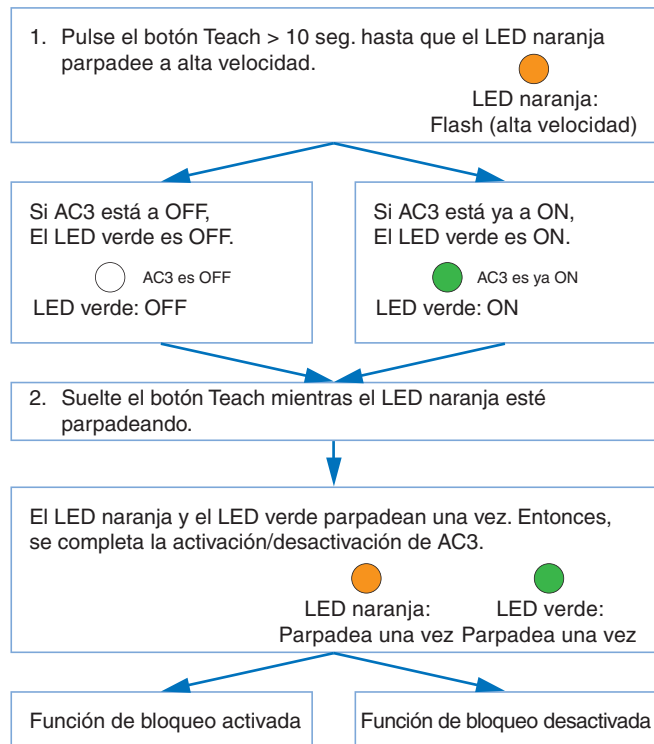 1. Pulse el botón Teach > 10 seg. hasta que el LED naranja
parpadee a alta velocidad.
LED naranja:
Flash (alta velocidad)
Si AC3 está a OFF,
El LED verde es OFF.
AC3 es OFF
LED verde: OFF
Si AC3 está ya a ON,
El LED verde es ON.
AC3 es ya ON
LED verde: ON
2. Suelte el botón Teach mientras el LED naranja esté
parpadeando.
El LED naranja y el LED verde parpadean una vez. Entonces,
se completa la activación/desactivación de AC3.
LED naranja:
Parpadea una vez
LED verde:
Parpadea una vez
Función de bloqueo activada
Función de bloqueo desactivada